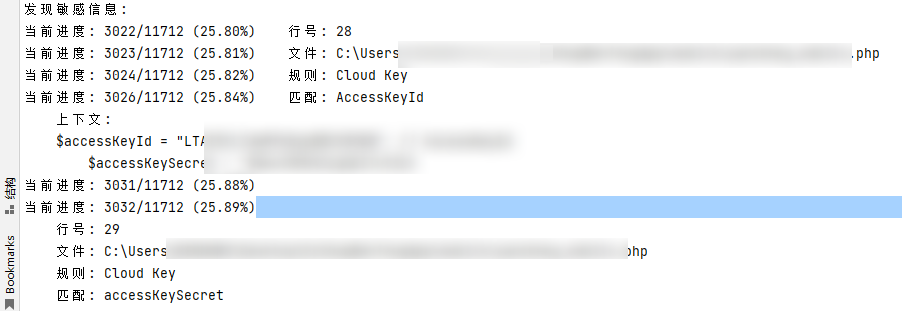 发现敏感信息：
当前进度: 3022/11712 (25.80%) 行号: 28
当前进度: 3023/11712 (25.81%) 文件: C:\Users .php
当前进度: 3024/11712 (25.82%) 规则: Cloud Key
当前进度: 3026/11712 (25.84%) 匹配: AccessKeyId
上下文:
$accessKeyId = "LTA
$accessKeySecre
当前进度: 3031/11712 (25.88%)
当前进度: 3032/11712 (25.89%)
行号: 29
文件: C:\Users php
规则: Cloud Key
匹配: accessKeySecret
结构
Bookmarks